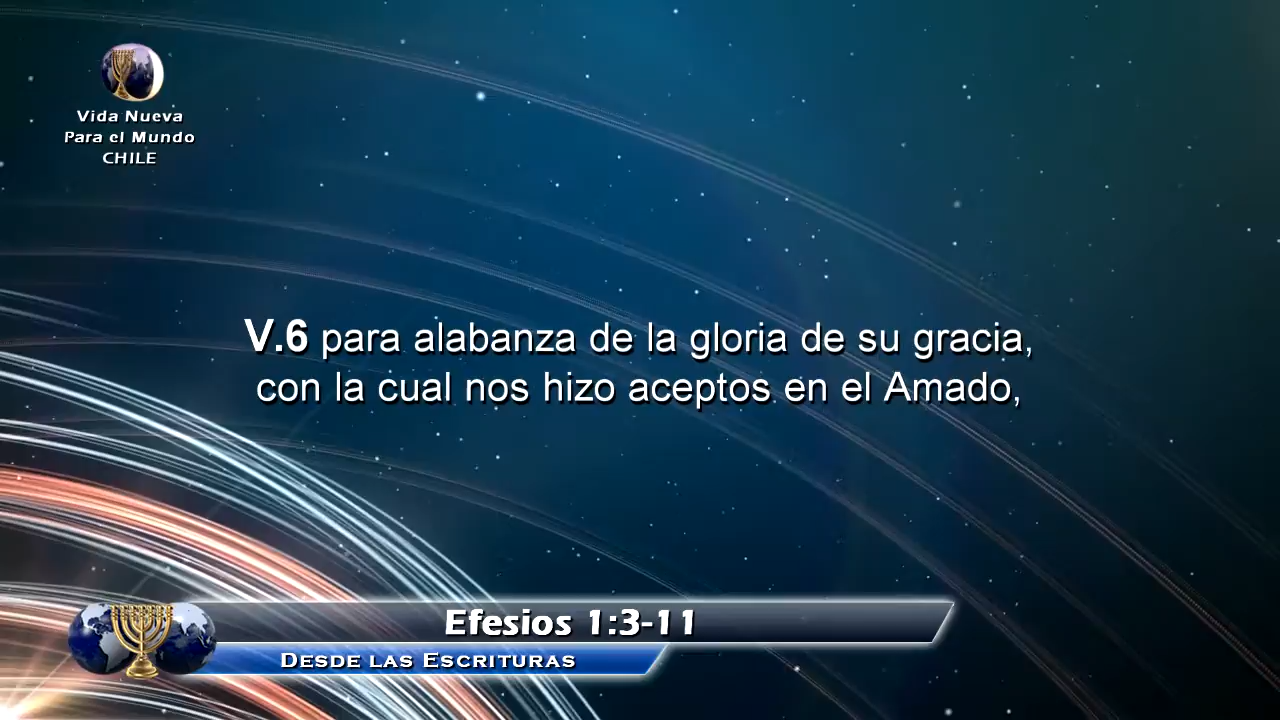 Vida Nueva
Para el Mundo
CHILE
V.6 para alabanza de la gloria de su gracia,
con la cual nos hizo aceptos en el Amado,
Efesios 1:3-11
Desde las Escrituras